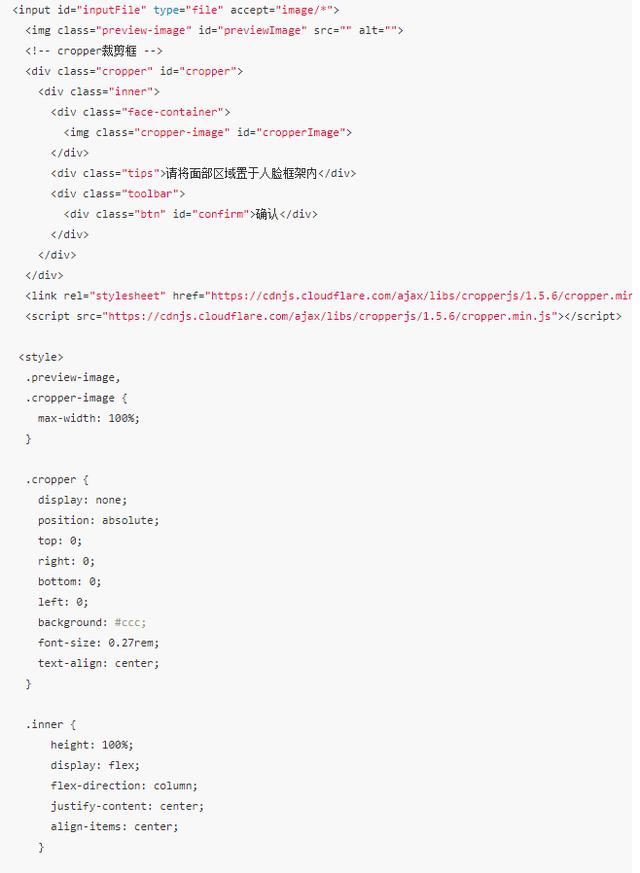 <input id="inputFile" type="file" accept="image/*">
<img class="preview-image" id="previewImage" src="" alt="">
<!-- cropper裁剪框 -->
<div class="cropper" id="cropper">
<div class="inner">
<div class="face-container">
<img class="cropper-image" id="cropperImage">
</div>
<div class="tips">请将面部区域置于人脸框架内</div>
<div class="toolbar">
<div class="btn" id="confirm">确认</div>
</div>
</div>
</div>
<link rel="stylesheet" href="https://cdnjs.cloudflare.com/ajax/libs/cropperjs/1.5.6/cropper.min
<script src="https://cdnjs.cloudflare.com/ajax/libs/cropperjs/1.5.6/cropper.min.js"></script>
<style>
.preview-image,
.cropper-image {
max-width: 100%;
}
.cropper {
display: none;
position: absolute;
top: 0;
right: 0;
bottom: 0;
left: 0;
background: #ccc;
font-size: 0.27rem;
text-align: center;
}
.inner {
height: 100%;
display: flex;
flex-direction: column;
justify-content: center;
align-items: center;
}